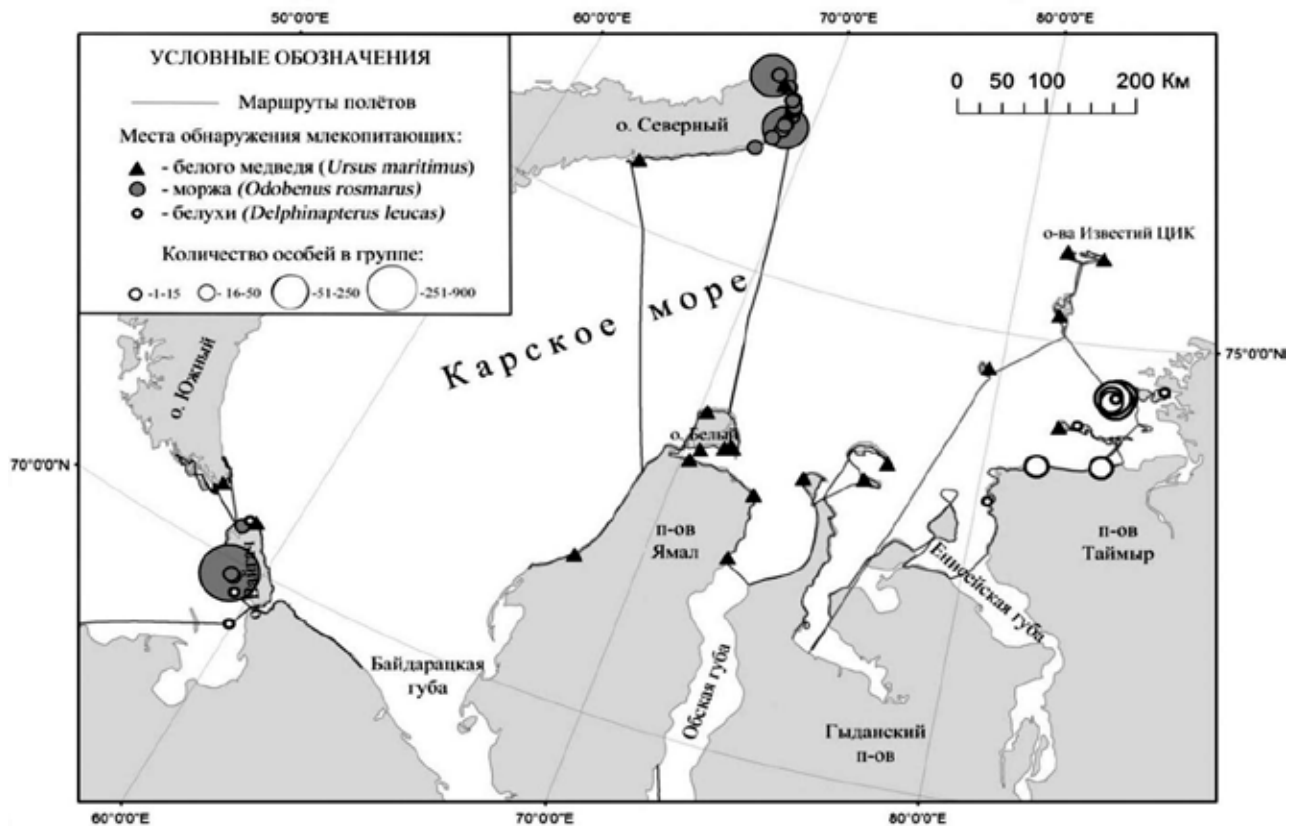 50°0'0"E
60°0'0"E
70°0'0"E
80°0'0"E
УСЛОВНЫЕ ОБОЗНАЧЕНИЯ
Маршруты полётов
Места обнаружения млекопитающих:
- белого медведя (Ursus maritimus)
- моржа (Odobenus rosmarus)
- белухи (Delphinapterus leucas)
Количество особей в группе:
-1-15 - 16-50 -51-250 -251-900
0 50 100 200 Км
о. Северный
о-ва Известий ЦИК
Карское море
о. Южный
75°0'0"N
70°0'0"N
о. Белый
п-ов
Ямал
п-ов
Таймыр
Вайгач
Енисейская губа
Байдарацкая
губа
Обская губа
Гыданский
п-ов
60°0'0"E
70°0'0"E
80°0'0"E